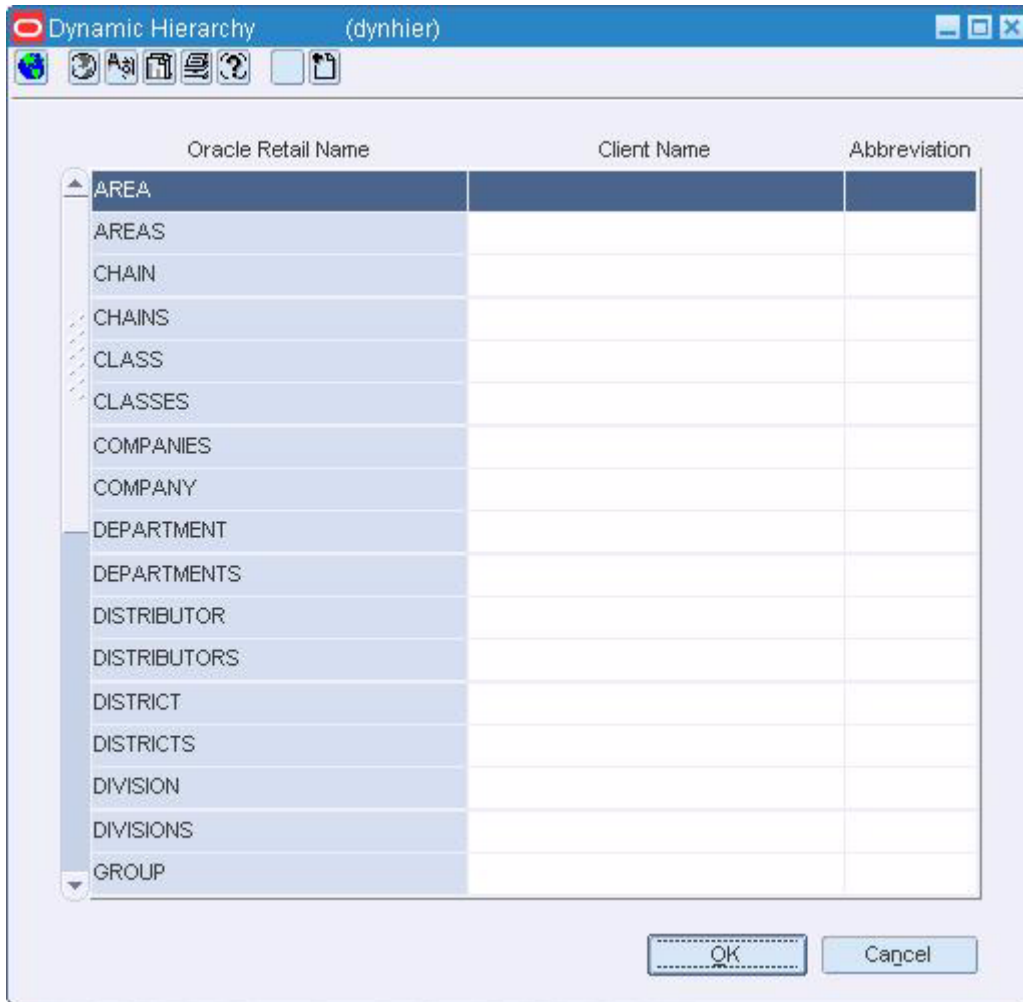 Dynamic Hierarchy (dynhier)
Oracle Retail Name Client Name Abbreviation
AREA
AREAS
CHAIN
CHAINS
CLASS
CLASSES
COMPANIES
COMPANY
DEPARTMENT
DEPARTMENTS
DISTRIBUTOR
DISTRIBUTORS
DISTRICT
DISTRICTS
DIVISION
DIVISIONS
GROUP
OK Cancel